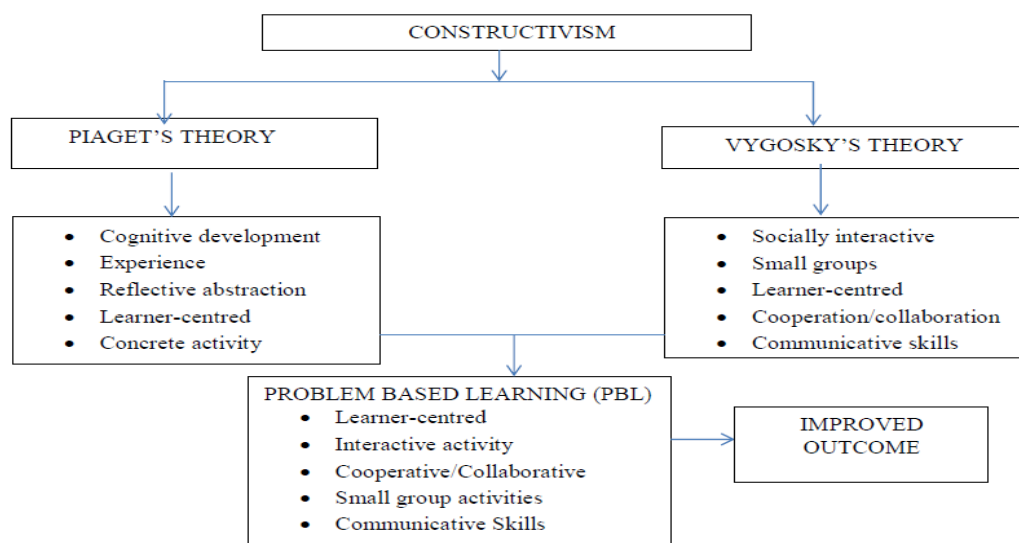 CONSTRUCTIVISM
PIAGET’S THEORY
VYGOSKY’S THEORY
• Cognitive development
• Experience
• Reflective abstraction
• Learner-centred
• Concrete activity
• Socially interactive
• Small groups
• Learner-centred
• Cooperation/collaboration
• Communicative skills
PROBLEM BASED LEARNING (PBL)
• Learner-centred
• Interactive activity
• Cooperative/Collaborative
• Small group activities
• Communicative Skills
IMPROVED
OUTCOME